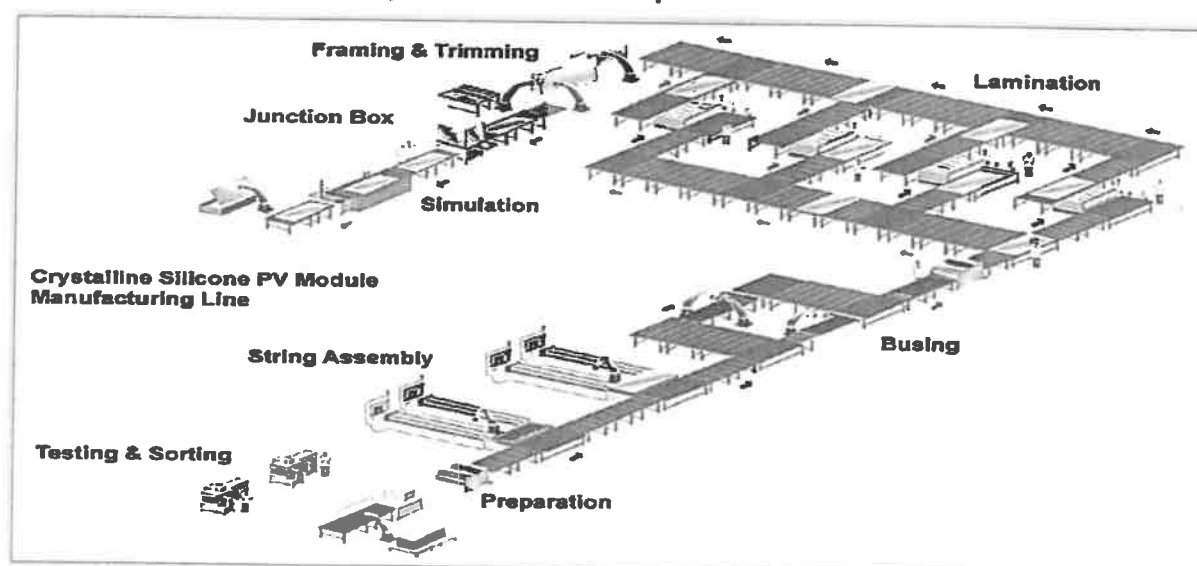 Framing & Trimming
Lamination
Junction Box
Simulation
Crystalline Silicone PV Module
Manufacturing Line
Busing
String Assembly
Testing & Sorting
Preparation